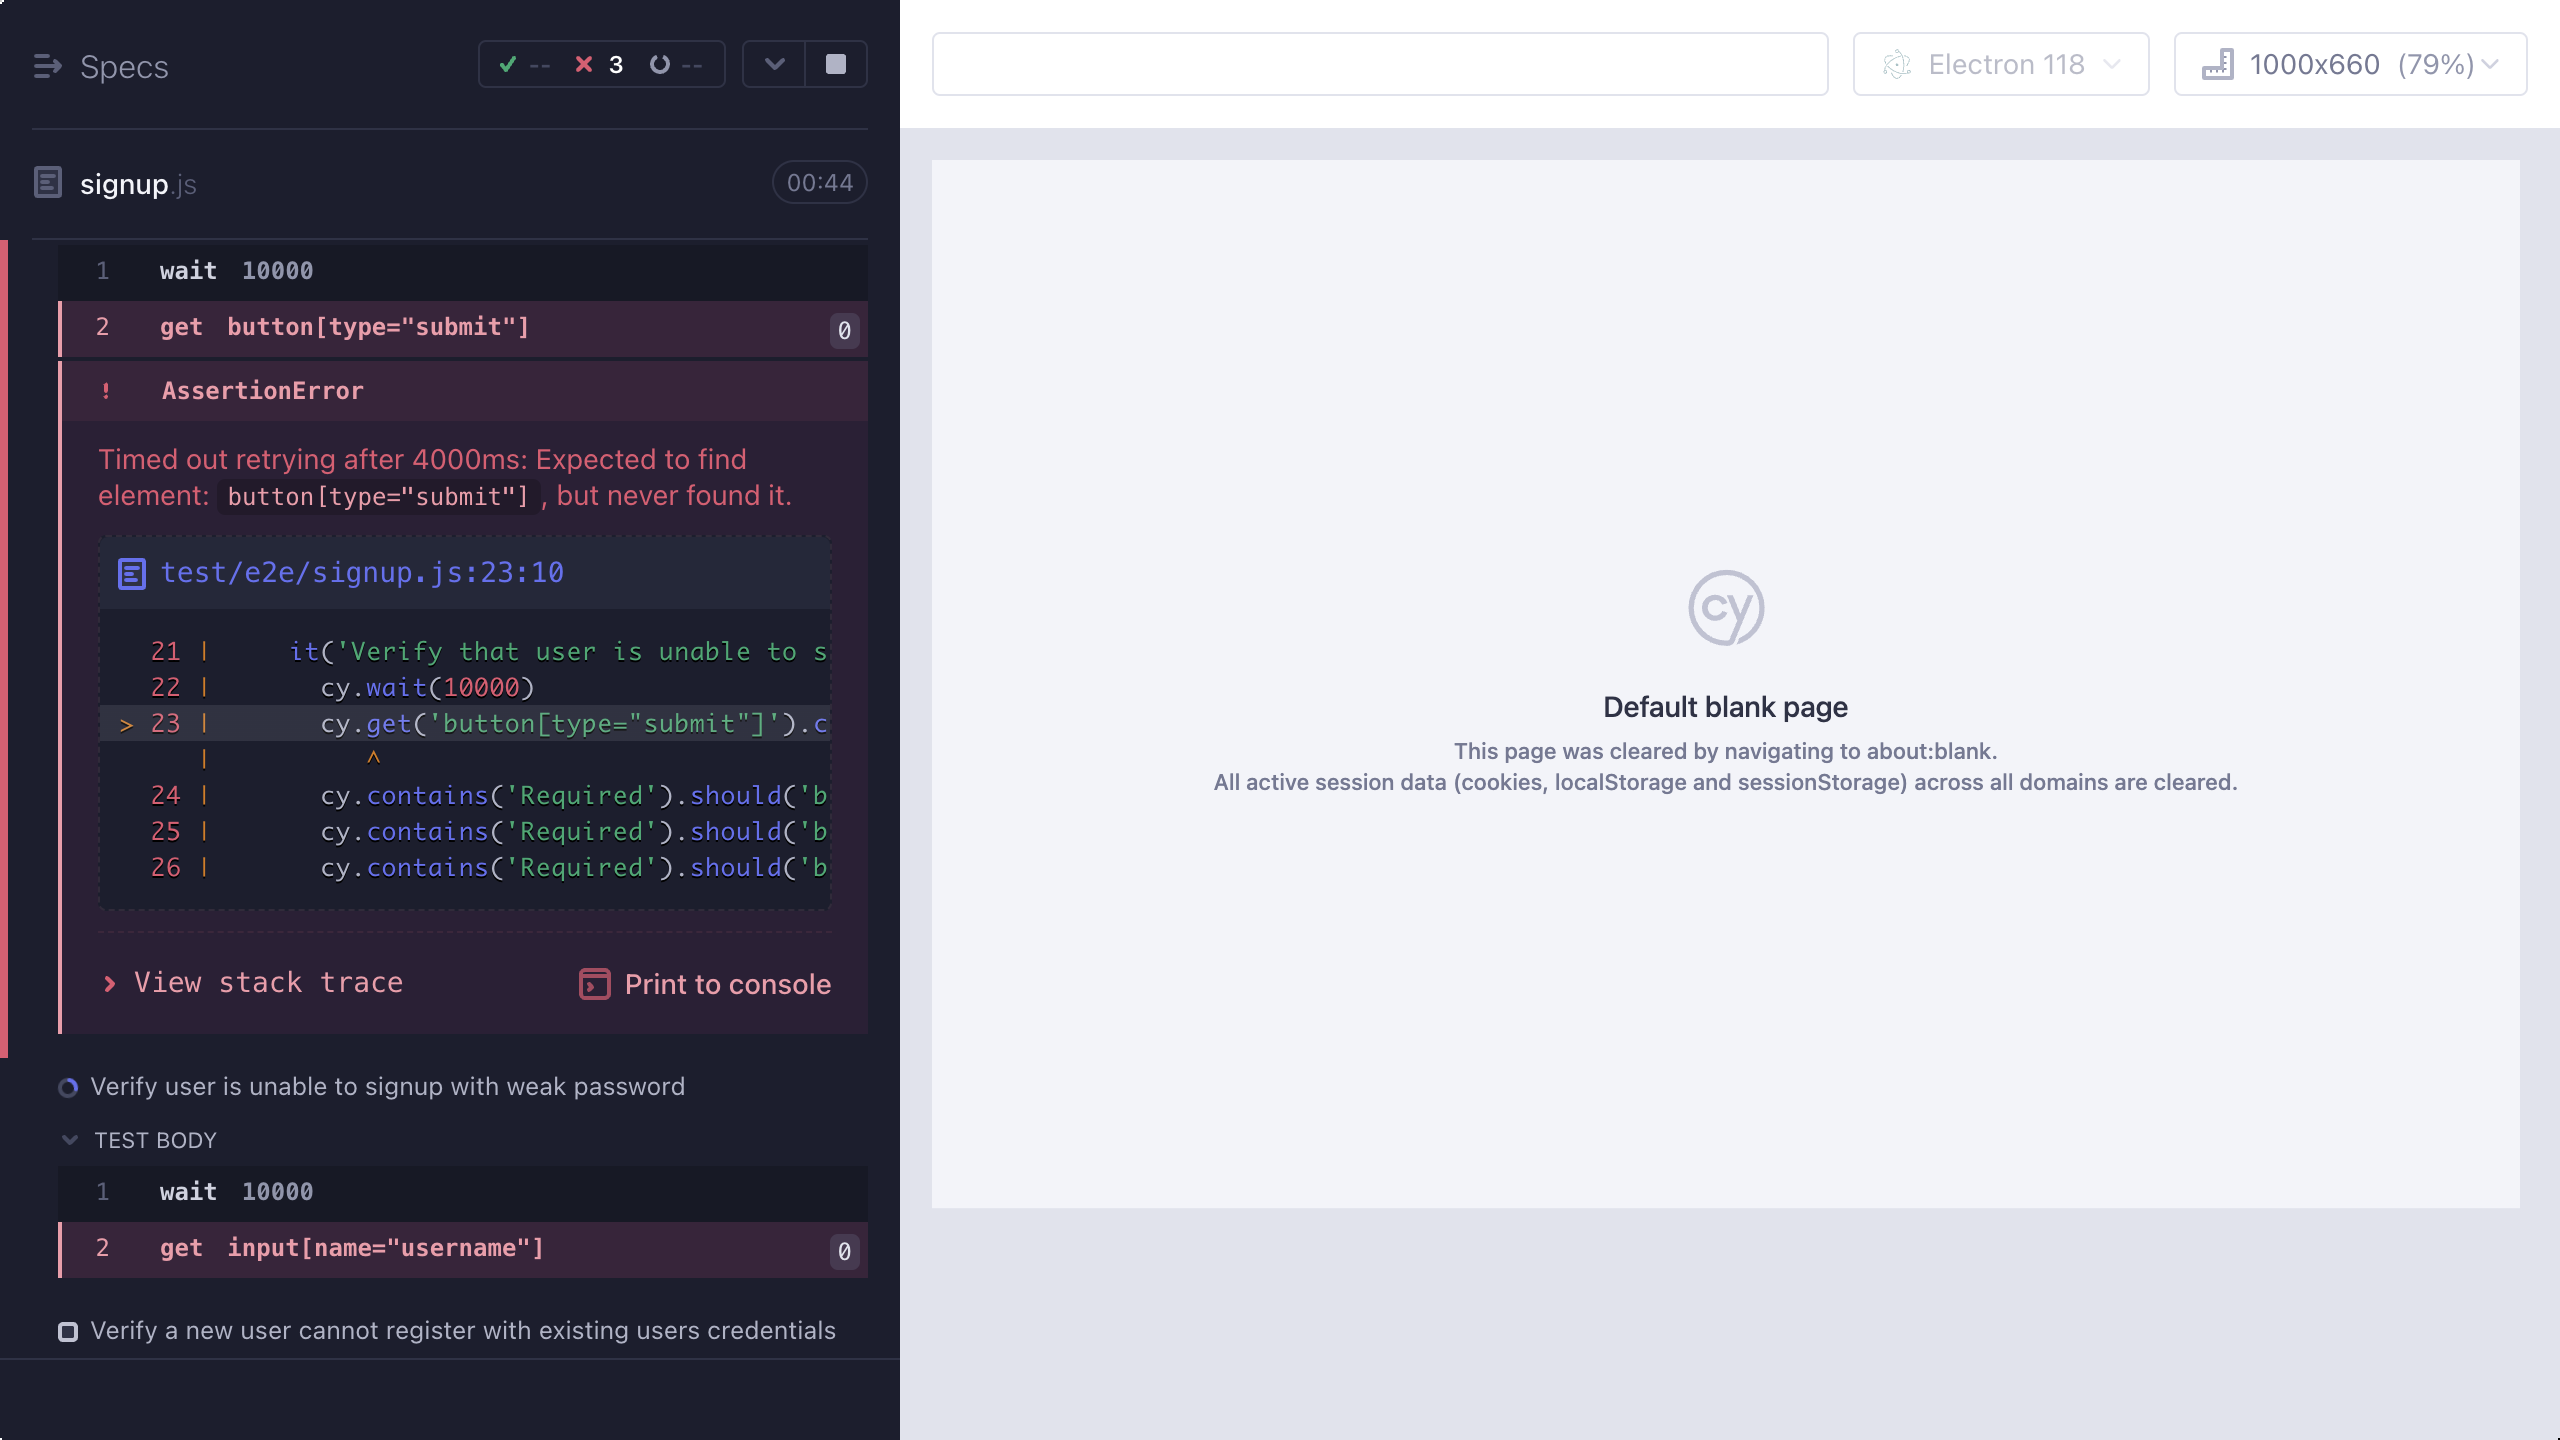 Specs
-- 3 --
signup.js
00:44
1 wait 10000
2 get button[type="submit"] 0
! AssertionError
Timed out retrying after 4000ms: Expected to find
element: button[type="submit"] , but never found it.
test/e2e/signup.js:23:10
21 | it('Verify that user is unable to s
22 | cy.wait(10000)
> 23 | cy.get('button[type="submit"]').c
| ^
24 | cy.contains('Required').should('b
25 | cy.contains('Required').should('b
26 | cy.contains('Required').should('b
> View stack trace
Print to console
Verify user is unable to signup with weak password
TEST BODY
1 wait 10000
2 get input[name="username"] 0
Verify a new user cannot register with existing users credentials
Electron 118
1000x660 (79%)
cy
Default blank page
This page was cleared by navigating to about:blank.
All active session data (cookies, localStorage and sessionStorage) across all domains are cleared.